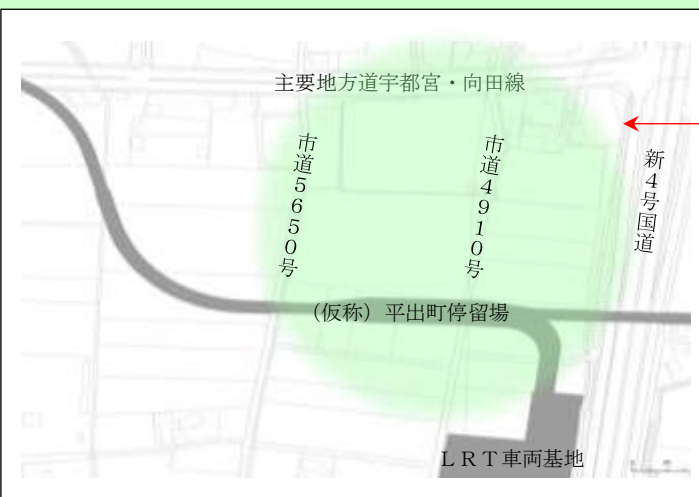 主要地方道宇都宮・向田線
市道５６５０号
市道４９１０号
新４号国道
（仮称）平出町停留場
ＬＲＴ車両基地